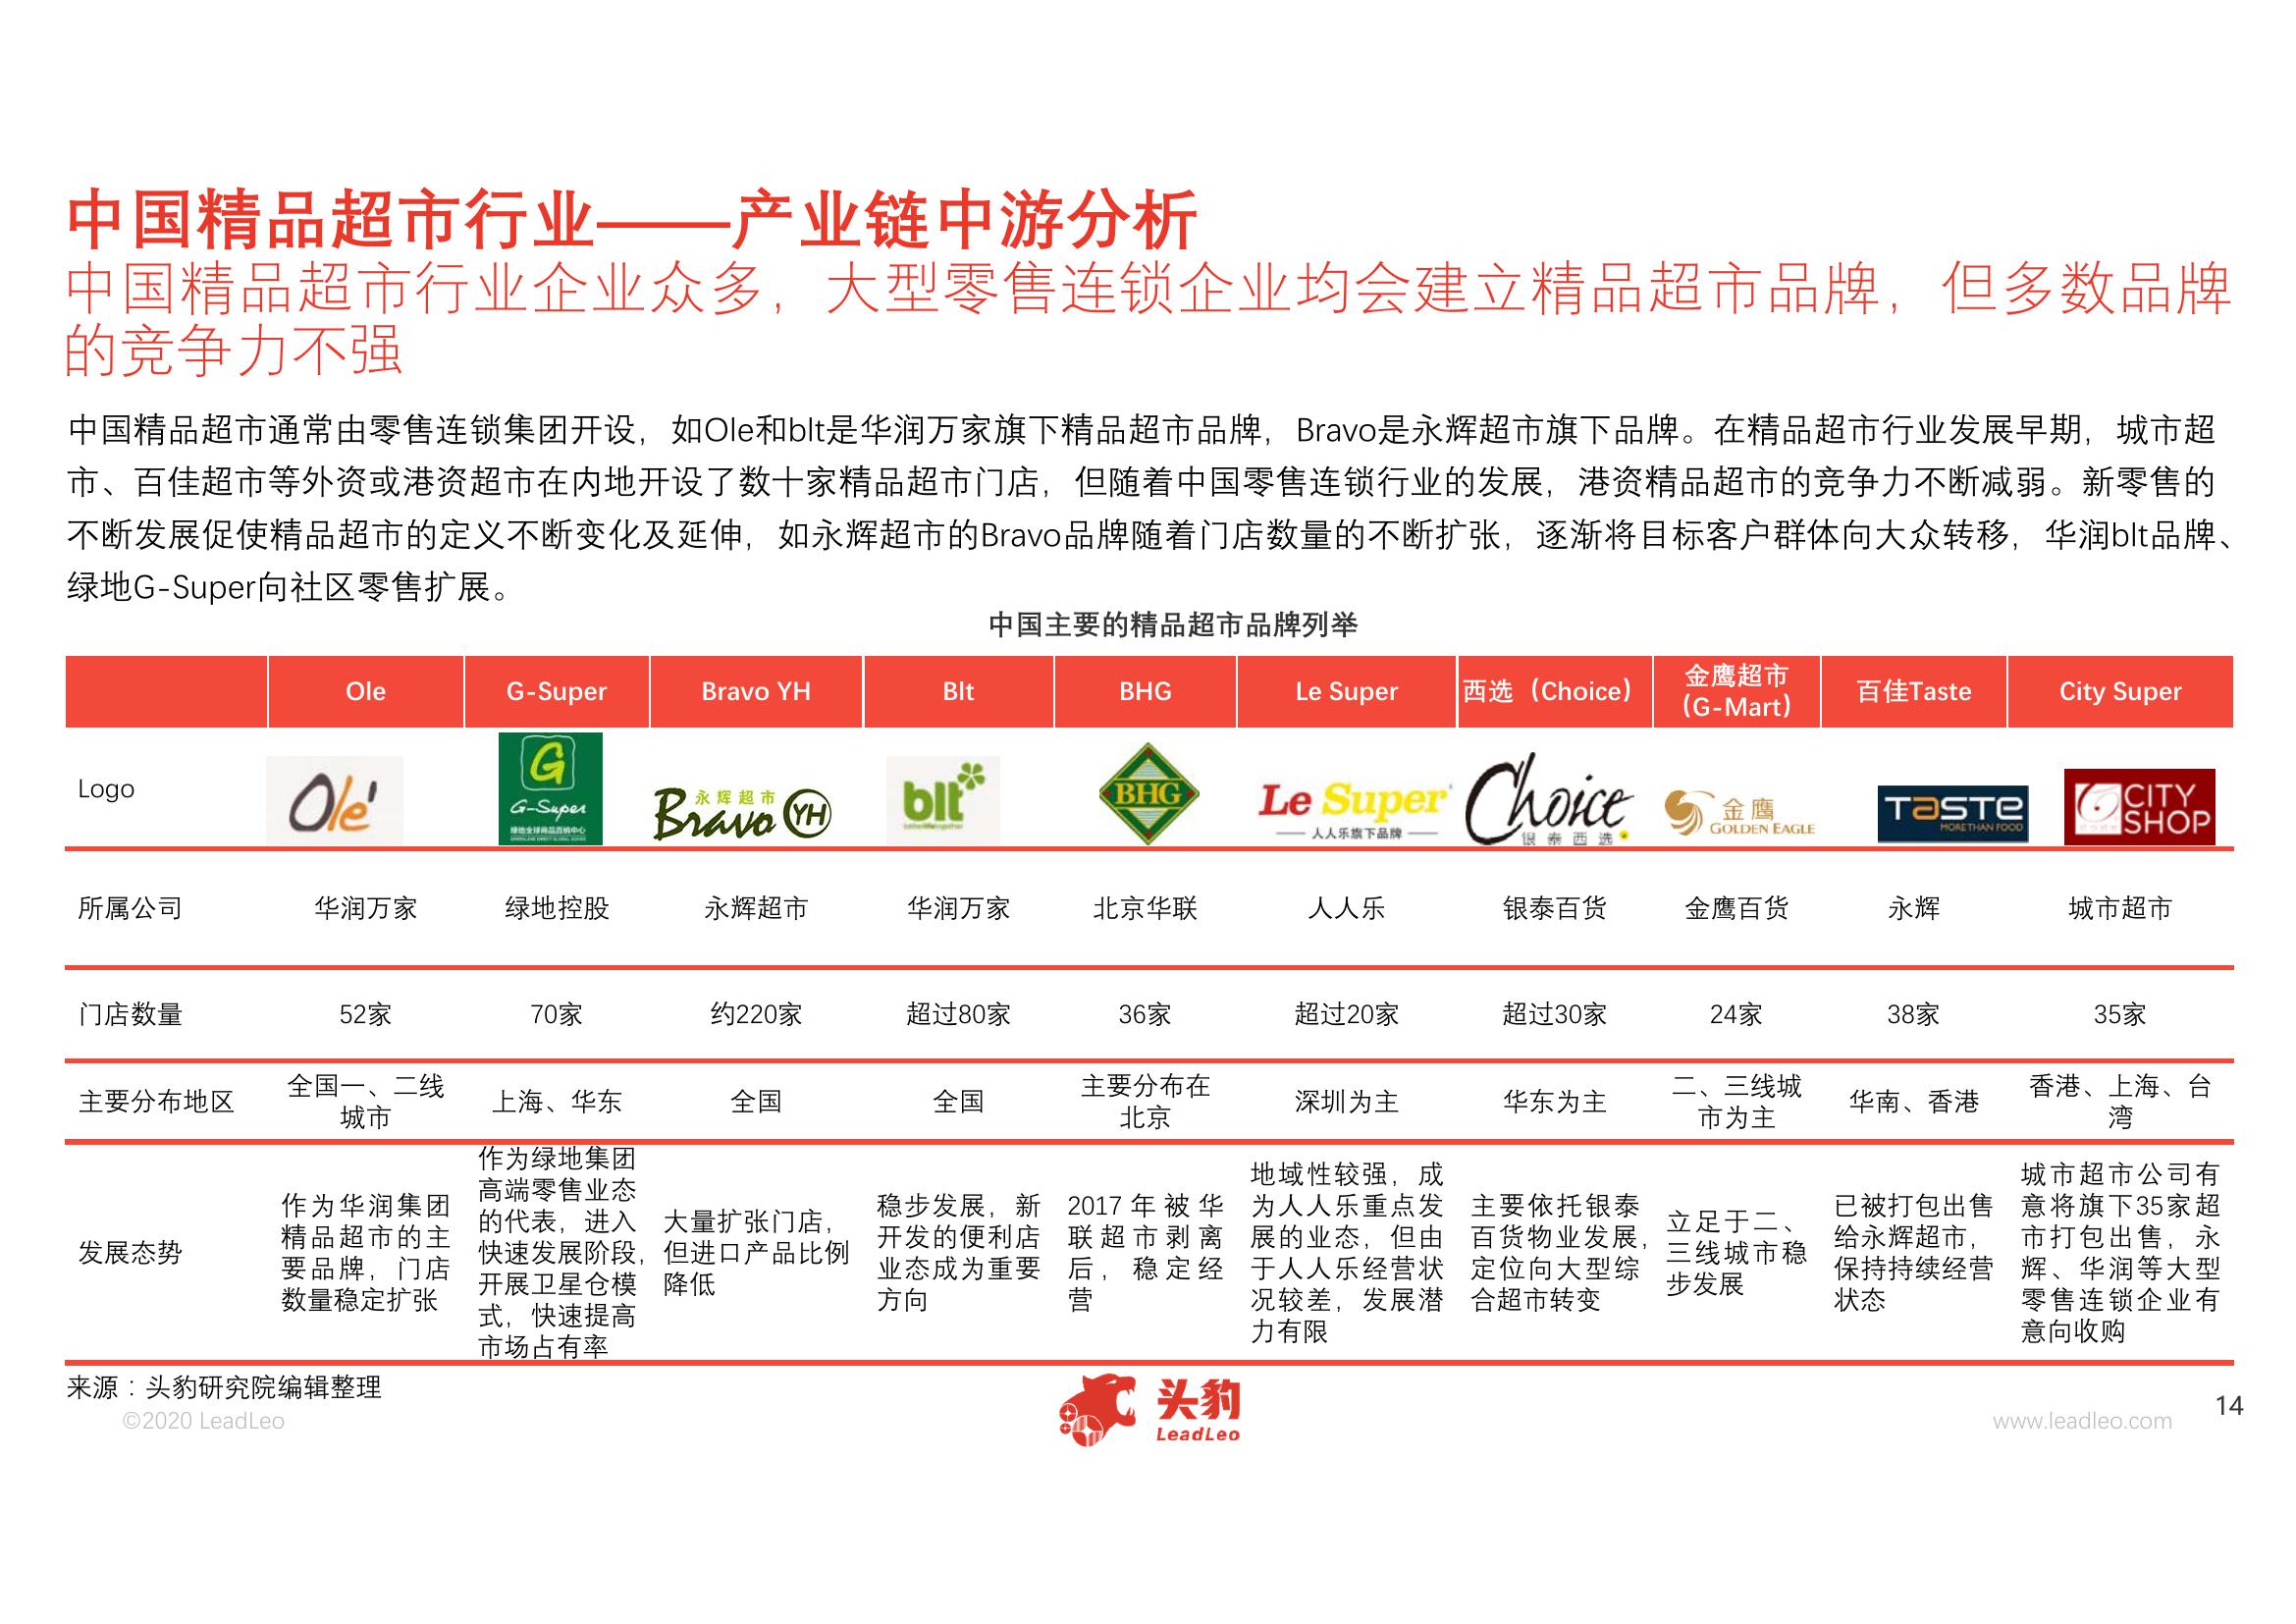 中国精品超市行业——产业链中游分析
中国精品超市行业企业众多，大型零售连锁企业均会建立精品超市品牌，但多数品牌
的竞争力不强
中国精品超市通常由零售连锁集团开设，如Ole和blt是华润万家旗下精品超市品牌，Bravo是永辉超市旗下品牌。在精品超市行业发展早期，城市超
市、百佳超市等外资或港资超市在内地开设了数十家精品超市门店，但随着中国零售连锁行业的发展，港资精品超市的竞争力不断减弱。新零售的
不断发展促使精品超市的定义不断变化及延伸，如永辉超市的Bravo品牌随着门店数量的不断扩张，逐渐将目标客户群体向大众转移，华润blt品牌、
绿地G-Super向社区零售扩展。
中国主要的精品超市品牌列举
Ole
G-Super
Bravo YH
Blt
BHG
Le Super
西选（Choice）
金鹰超市
（G-Mart）
百佳Taste
City Super
Logo
Ole'
G
G-Super
绿地全球商品直销中心
永辉超市
Bravo
YH
blt
BHG
Le Super
人人乐旗下品牌
Choice
银泰西选
金鹰
GOLDEN EAGLE
TaSTe
MORE THAN FOOD
CITY
SHOP
所属公司
华润万家
绿地控股
永辉超市
华润万家
北京华联
人人乐
银泰百货
金鹰百货
永辉
城市超市
门店数量
52家
70家
约220家
超过80家
36家
超过20家
超过30家
24家
38家
35家
主要分布地区
全国一、二线
城市
上海、华东
全国
全国
主要分布在
北京
深圳为主
华东为主
二、三线城
市为主
华南、香港
香港、上海、台
湾
发展态势
作为华润集团
精品超市的主
要品牌，门店
数量稳定扩张
作为绿地集团
高端零售业态
的代表，进入
快速发展阶段，
开展卫星仓模
式，快速提高
市场占有率
大量扩张门店，
但进口产品比例
降低
稳步发展，新
开发的便利店
业态成为重要
方向
2017年被华
联超市剥离
后，稳定经
营
地域性较强，成
为人人乐重点发
展的业态，但由
于人人乐经营状
况较差，发展潜
力有限
主要依托银泰
百货物业发展，
定位向大型综
合超市转变
立足于二、
三线城市稳
步发展
已被打包出售
给永辉超市，
保持持续经营
状态
城市超市公司有
意将旗下35家超
市打包出售，永
辉、华润等大型
零售连锁企业有
意向收购
来源：头豹研究院编辑整理
©2020 LeadLeo
头豹
LeadLeo
www.leadleo.com
14